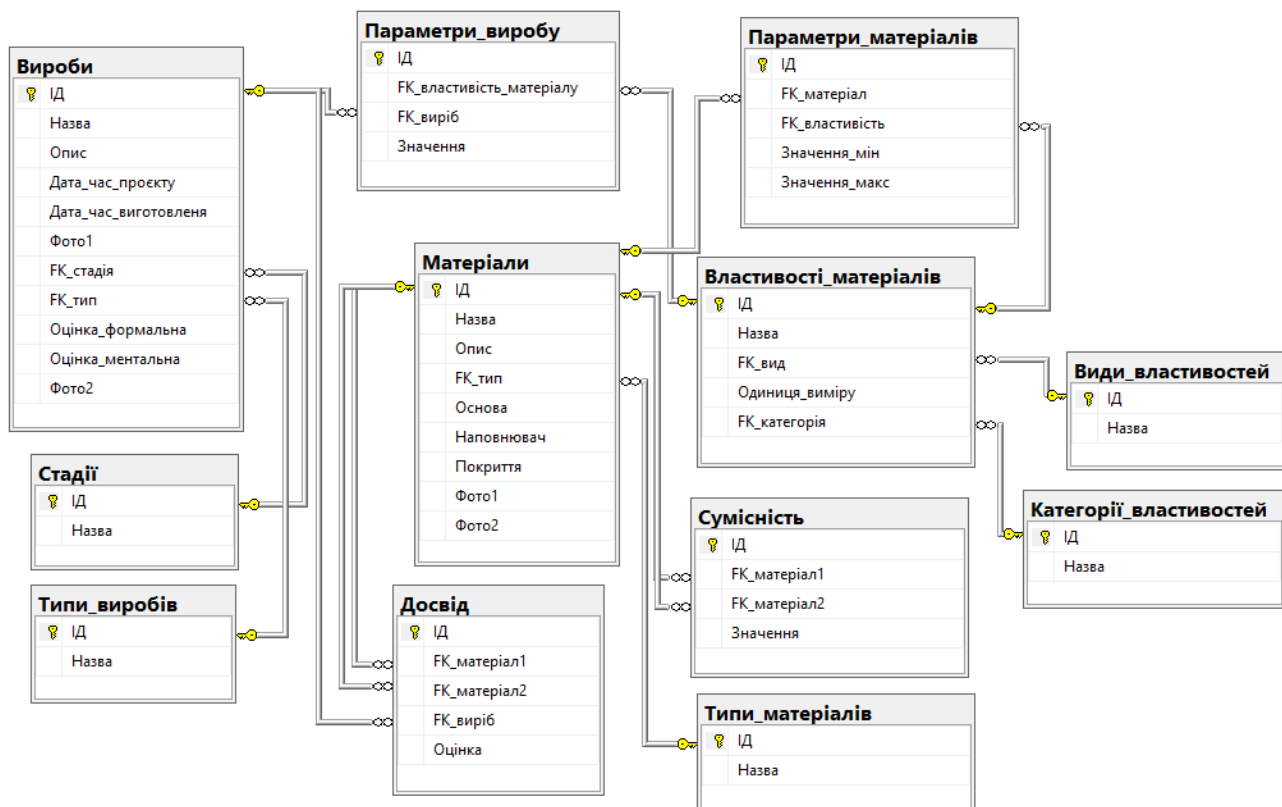 Вироби
ІД
Назва
Опис
Дата_час_проєкту
Дата_час_виготовленя
Фото1
FK_стадія
FK_тип
Оцінка_формальна
Оцінка_ментальна
Фото2
Параметри_виробу
ІД
FK_властивість_матеріалу
FK_виріб
Значення
Параметри_матеріалів
ІД
FK_матеріал
FK_властивість
Значення_мін
Значення_макс
Матеріали
ІД
Назва
Опис
FK_тип
Основа
Наповнювач
Покриття
Фото1
Фото2
Властивості_матеріалів
ІД
Назва
FK_вид
Одиниця_виміру
FK_категорія
Види_властивостей
ІД
Назва
Стадії
ІД
Назва
Сумісність
ІД
FK_матеріал1
FK_матеріал2
Значення
Категорії_властивостей
ІД
Назва
Типи_виробів
ІД
Назва
Досвід
ІД
FK_матеріал1
FK_матеріал2
FK_виріб
Оцінка
Типи_матеріалів
ІД
Назва